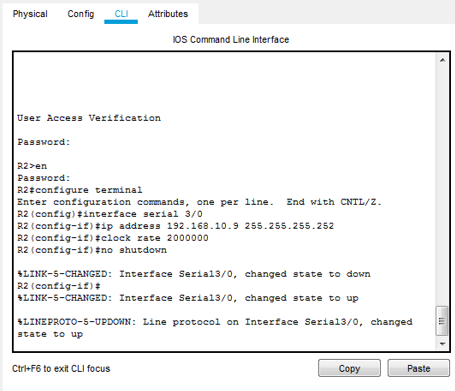 Physical Config CLI Attributes
IOS Command Line Interface
User Access Verification
Password:
R2>en
Password:
R2#configure terminal
Enter configuration commands, one per line.  End with CNTL/Z.
R2(config)#interface serial 3/0
R2(config-if)#ip address 192.168.10.9 255.255.255.252
R2(config-if)#clock rate 2000000
R2(config-if)#no shutdown
%LINK-5-CHANGED: Interface Serial3/0, changed state to down
R2(config-if)#
%LINK-5-CHANGED: Interface Serial3/0, changed state to up
%LINEPROTO-5-UPDOWN: Line protocol on Interface Serial3/0, changed
state to up
Ctrl+F6 to exit CLI focus
Copy Paste